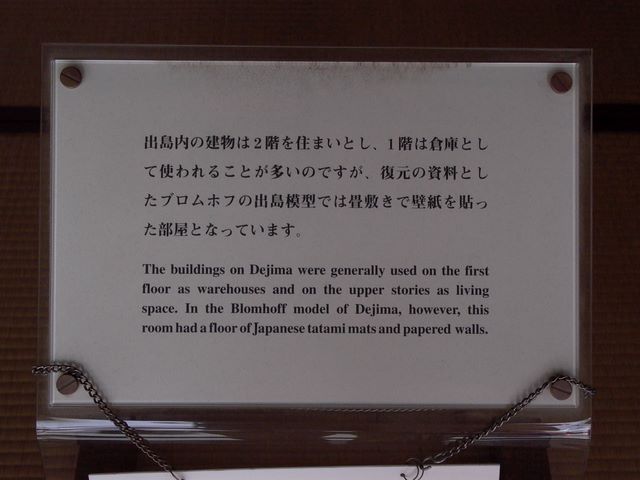 出島内の建物は２階を住まいとし、１階は倉庫とし
て使われることが多いのですが、復元の資料とし
たブロムホフの出島模型では畳敷きで壁紙を貼っ
た部屋となっています。
The buildings on Dejima were generally used on the first
floor as warehouses and on the upper stories as living
space. In the Blomhoff model of Dejima, however, this
room had a floor of Japanese tatami mats and papered walls.